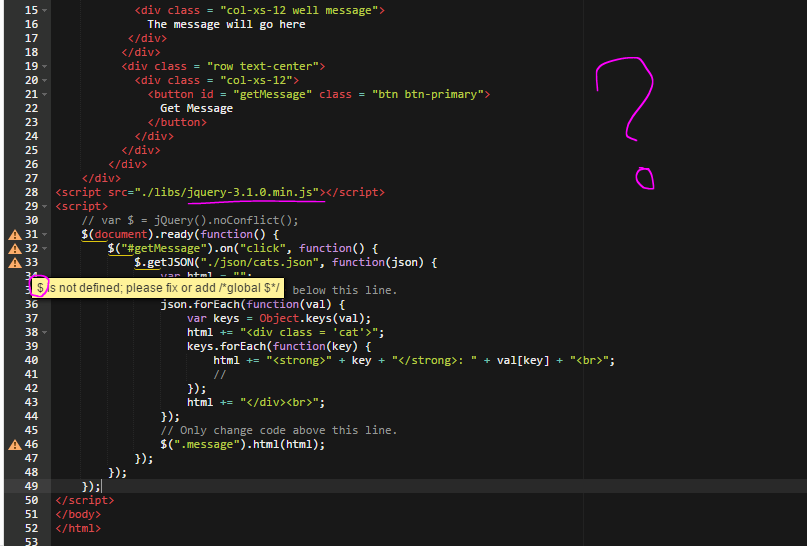 15 <div class = "col-xs-12 well message">
16 The message will go here
17 </div>
18 </div>
19 <div class = "row text-center">
20 <div class = "col-xs-12">
21 <button id = "getMessage" class = "btn btn-primary">
22 Get Message
23 </button>
24 </div>
25 </div>
26 </div>
27 </div>
28 <script src="./libs/jquery-3.1.0.min.js"></script>
29 <script>
30 // var $ = jQuery().noConflict();
31 $(document).ready(function() {
32 $("#getMessage").on("click", function() {
33 $.getJSON("./json/cats.json", function(json) {
34 var html = "";
$ is not defined; please fix or add /*global $*/ below this line.
36 json.forEach(function(val) {
37 var keys = Object.keys(val);
38 html += "<div class = 'cat'>";
39 keys.forEach(function(key) {
40 html += "<strong>" + key + "</strong>: " + val[key] + "<br>";
41 //
42 });
43 html += "</div><br>";
44 });
45 // Only change code above this line.
46 $(".message").html(html);
47 });
48 });
49 });
50 </script>
51 </body>
52 </html>
53
?